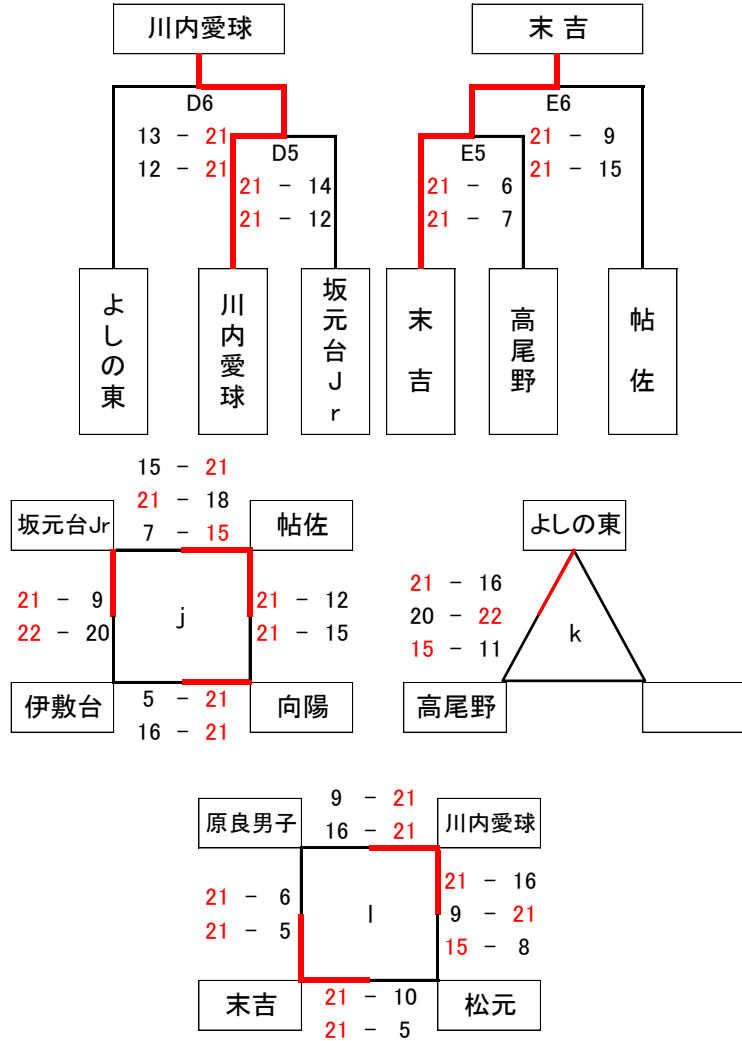 川内愛球
末 吉
D6
13 － 21
12 － 21
D5
21 － 14
21 － 12
E6
21 － 9
21 － 15
E5
21 － 6
21 － 7
よしの東
川内愛球
坂元台Jr
末吉
高尾野
帖佐
15 － 21
21 － 18
7 － 15
坂元台Jr
帖佐
21 － 9
22 － 20
j
21 － 12
21 － 15
伊敷台
向陽
5 － 21
16 － 21
よしの東
21 － 16
20 － 22
15 － 11
k
高尾野
9 － 21
16 － 21
原良男子
川内愛球
21 － 6
21 － 5
l
21 － 16
9 － 21
15 － 8
末吉
松元
21 － 10
21 － 5